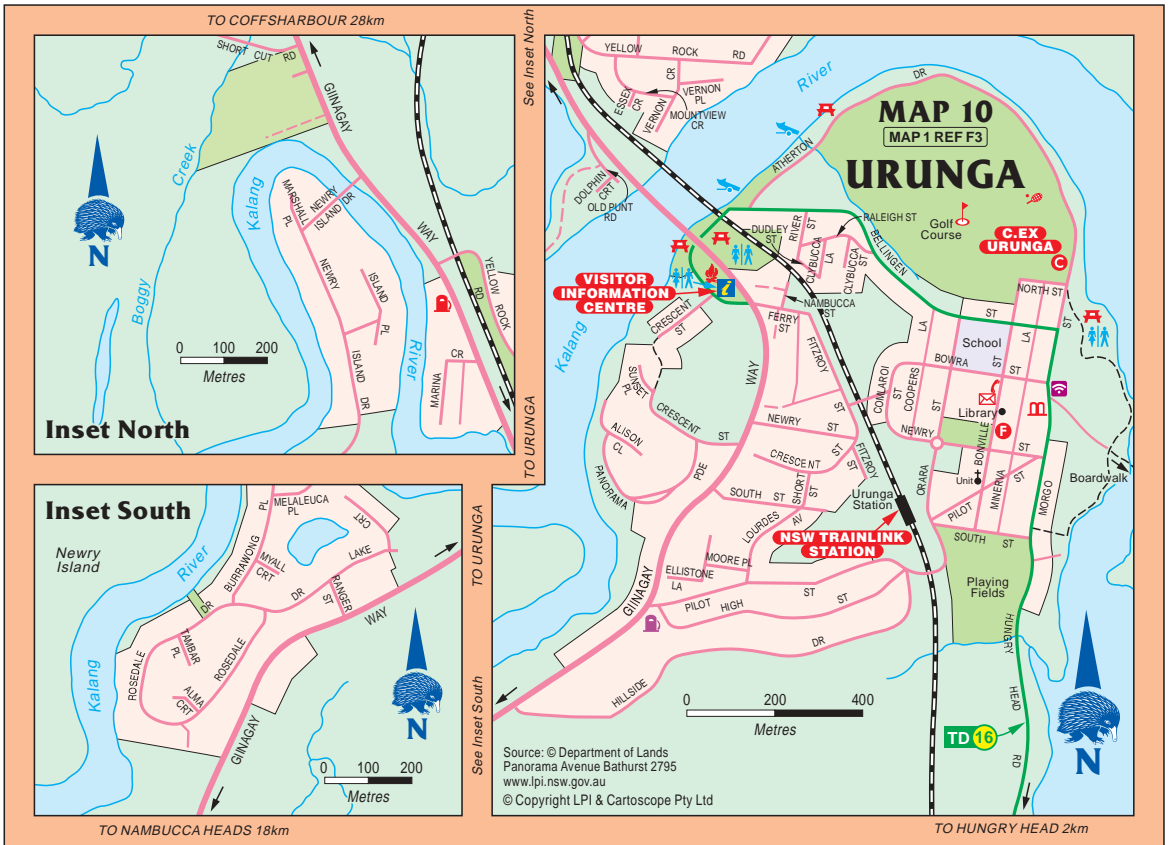 TO COFFSHARBOUR 28km
SHORT CUT RD
GIINAGAY
WAY
Creek
Boggy
Kalang
River
MARSHALL PL
NEWRY
ISLAND DR
NEWRY
ISLAND
PL
ISLAND
DR
YELLOW
ROCK
RD
MARINA
CR
N
0 100 200
Metres
Inset North
See Inset North
TO URUNGA
Inset South
Newry
Island
River
Kalang
MELALEUCA
PL
PL
CRT
BURRAWONG
MYALL
CRT
LAKE
DR
DR
RANGER
ST
WAY
TAMBAR
PL
ROSEDALE
ROSEDALE
ALMA
CRT
GIINAGAY
N
0 100 200
Metres
TO NAMBUCCA HEADS 18km
TO URUNGA
See Inset South
YELLOW ROCK RD
ESSEX
CR
VERNON
CR
VERNON
PL
MOUNTVIEW
CR
River
DR
ATHERTON
MAP 10
MAP 1 REF F3
URUNGA
Golf
Course
C.EX
URUNGA
C
DOLPHIN
CRT
OLD PUNT
RD
DUDLEY
ST
RIVER
ST
RALEIGH ST
CLYBUCCA
LA
CLYBUCCA
ST
BELLINGEN
ST
NORTH ST
ST
LA
LA
VISITOR
INFORMATION
CENTRE
i
CRESCENT
ST
NAMBUCCA
ST
FERRY
ST
FITZROY
ST
WAY
Kalang
SUNSET
PL
CRESCENT
ST
ALISON
CL
PANORAMA
PDE
NEWRY
ST
CRESCENT
ST
FITZROY
ST
SHORT
ST
SOUTH ST
LOURDES
AV
Urunga
Station
NSW TRAINLINK
STATION
MOORE PL
ELLISTONE
LA
GIINAGAY
PILOT
HIGH
ST
ST
HILLSIDE
DR
School
BOWRA
ST
COMLAROI
ST
COOPERS
ST
NEWRY
ST
ORARA
Library
F
BONVILLE
Unit
MINERVA
ST
PILOT
MORGO
SOUTH
ST
Boardwalk
Playing
Fields
HUNGRY
HEAD
RD
TD 16
N
0 200 400
Metres
Source: © Department of Lands
Panorama Avenue Bathurst 2795
www.lpi.nsw.gov.au
© Copyright LPI & Cartoscope Pty Ltd
TO HUNGRY HEAD 2km